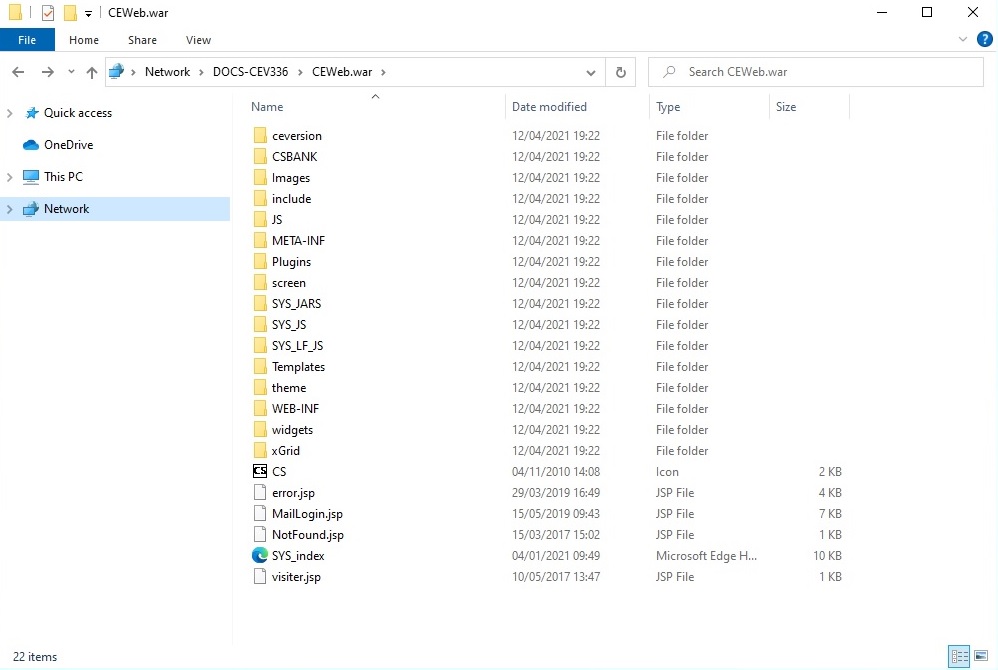 CEWeb.war
File Home Share View
Network DOCS-CEV336 CEWeb.war Search CEWeb.war
Quick access
OneDrive
This PC
Network
Name Date modified Type Size
ceversion 12/04/2021 19:22 File folder
CSBANK 12/04/2021 19:22 File folder
Images 12/04/2021 19:22 File folder
include 12/04/2021 19:22 File folder
JS 12/04/2021 19:22 File folder
META-INF 12/04/2021 19:22 File folder
Plugins 12/04/2021 19:22 File folder
screen 12/04/2021 19:22 File folder
SYS_JARS 12/04/2021 19:22 File folder
SYS_JS 12/04/2021 19:22 File folder
SYS_LF_JS 12/04/2021 19:22 File folder
Templates 12/04/2021 19:22 File folder
theme 12/04/2021 19:22 File folder
WEB-INF 12/04/2021 19:22 File folder
widgets 12/04/2021 19:22 File folder
xGrid 12/04/2021 19:22 File folder
CS CS 04/11/2010 14:08 Icon 2 KB
error.jsp 29/03/2019 16:49 JSP File 4 KB
MailLogin.jsp 15/05/2019 09:43 JSP File 7 KB
NotFound.jsp 15/03/2017 15:02 JSP File 1 KB
SYS_index 04/01/2021 09:49 Microsoft Edge H... 10 KB
visiter.jsp 10/05/2017 13:47 JSP File 1 KB
22 items